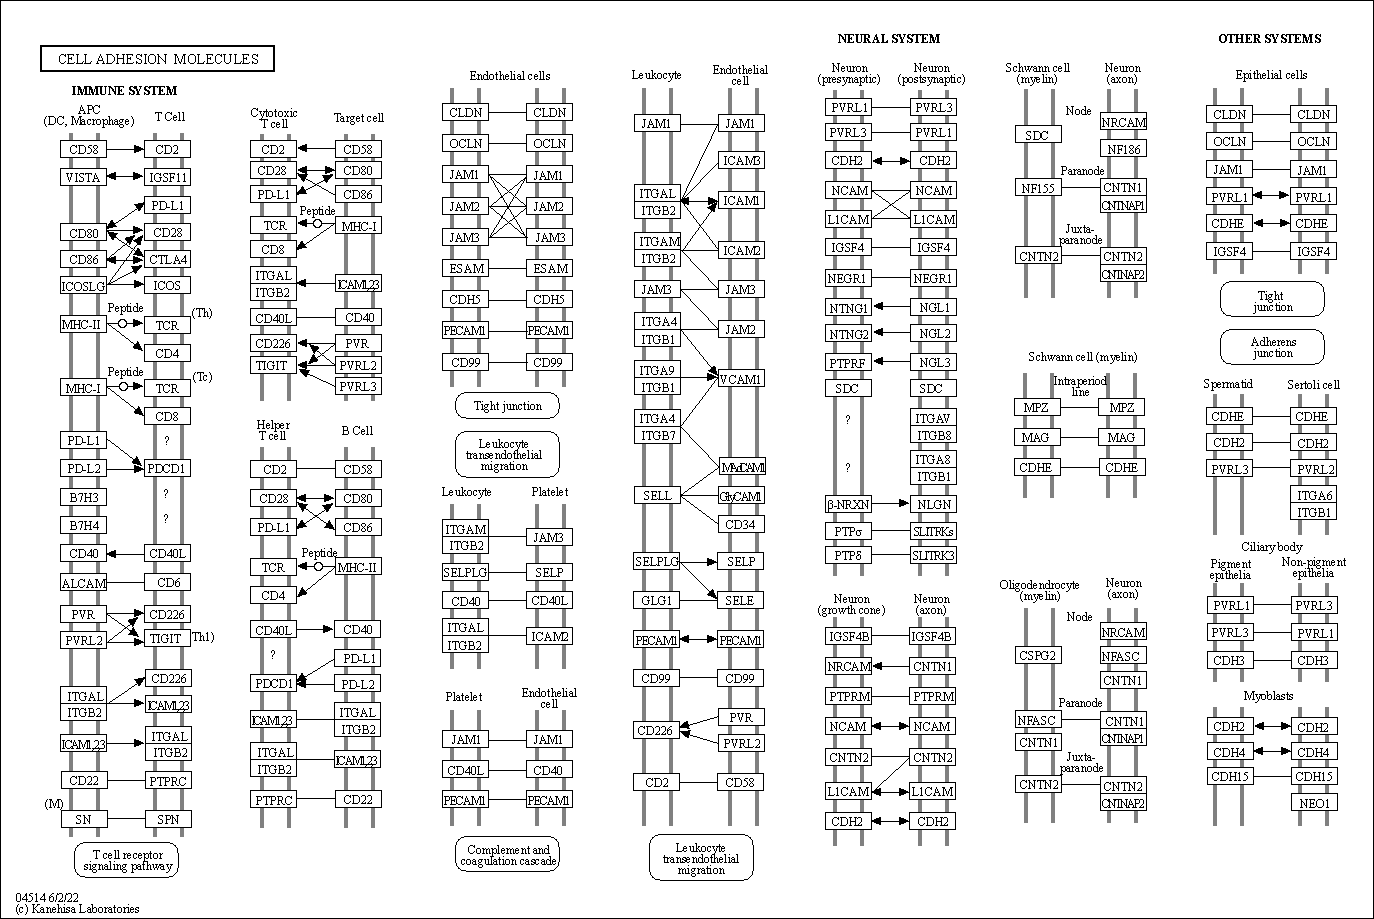 CELL ADHESION MOLECULES
IMMUNE SYSTEM
APC
(DC, Macrophage)
T Cell
CD58
CD2
VISTA
IGSF11
PD-L1
CD80
CD28
CD86
CTLA4
ICOSLG
ICOS
Peptide
(Th)
MHC-II
TCR
CD4
Peptide
(Tc)
MHC-I
TCR
CD8
PD-L1
?
PD-L2
PDCD1
B7H3
?
B7H4
?
CD40
CD40L
ALCAM
CD6
PVR
CD226
PVRL2
TIGIT
Th1)
CD226
ITGAL
ITGB2
ICAM1,2,3
ICAM1,2,3
ITGAL
ITGB2
CD22
PTPRC
(M)
SN
SPN
T cell receptor
signaling pathway
04514 6/2/22
(c) Kanehisa Laboratories
Cytotoxic
T cell
Target cell
CD2
CD58
CD28
CD80
PD-L1
CD86
Peptide
TCR
MHC-I
CD8
ITGAL
ITGB2
ICAM1,2,3
CD40L
CD40
CD226
PVR
TIGIT
PVRL2
PVRL3
Helper
T cell
B Cell
CD2
CD58
CD28
CD80
PD-L1
CD86
Peptide
TCR
MHC-II
CD4
CD40L
CD40
?
PD-L1
PDCD1
PD-L2
ICAM1,2,3
ITGAL
ITGB2
ITGAL
ITGB2
ICAM1,2,3
PTPRC
CD22
Endothelial cells
CLDN
CLDN
OCLN
OCLN
JAM1
JAM1
JAM2
JAM2
JAM3
JAM3
ESAM
ESAM
CDH5
CDH5
PECAM1
PECAM1
CD99
CD99
Tight junction
Leukocyte
transendothelial
migration
Leukocyte
Platelet
ITGAM
ITGB2
JAM3
SELPLG
SELP
CD40
CD40L
ITGAL
ITGB2
ICAM2
Platelet
Endothelial
cell
JAM1
JAM1
CD40L
CD40
PECAM1
PECAM1
Complement and
coagulation cascade
Leukocyte
Endothelial
cell
JAM1
JAM1
ICAM3
ITGAL
ITGB2
ICAM1
ITGAM
ITGB2
ICAM2
JAM3
JAM3
ITGA4
ITGB1
JAM2
ITGA9
ITGB1
VCAM1
ITGA4
ITGB7
MAdCAM1
SELL
GlyCAM1
CD34
SELPLG
SELP
GLG1
SELE
PECAM1
PECAM1
CD99
CD99
CD226
PVR
PVRL2
CD2
CD58
Leukocyte
transendothelial
migration
NEURAL SYSTEM
Neuron
(presynaptic)
Neuron
(postsynaptic)
PVRL1
PVRL3
PVRL3
PVRL1
CDH2
CDH2
NCAM
NCAM
L1CAM
L1CAM
IGSF4
IGSF4
NEGR1
NEGR1
NTNG1
NGL1
NTNG2
NGL2
PTPRF
NGL3
SDC
SDC
?
ITGAV
ITGB8
?
ITGA8
ITGB1
β-NRXN
NLGN
PTPσ
SLITRKs
PTPδ
SLITRK3
Neuron
(growth cone)
Neuron
(axon)
IGSF4B
IGSF4B
NRCAM
CNTN1
PTPRM
PTPRM
NCAM
NCAM
CNTN2
CNTN2
L1CAM
L1CAM
CDH2
CDH2
Schwann cell
(myelin)
Neuron
(axon)
Node
NRCAM
SDC
NF186
Paranode
NF155
CNTN1
CNTNAP1
Juxta-
paranode
CNTN2
CNTN2
CNTNAP2
Schwann cell (myelin)
Intraperiod
line
MPZ
MPZ
MAG
MAG
CDHE
CDHE
Oligodendrocyte
(myelin)
Neuron
(axon)
Node
NRCAM
CSPG2
NFASC
CNTN1
Paranode
NFASC
CNTN1
CNTN1
CNTNAP1
Juxta-
paranode
CNTN2
CNTN2
CNTNAP2
OTHER SYSTEMS
Epithelial cells
CLDN
CLDN
OCLN
OCLN
JAM1
JAM1
PVRL1
PVRL1
CDHE
CDHE
IGSF4
IGSF4
Tight
junction
Adherens
junction
Spermatid
Sertoli cell
CDHE
CDHE
CDH2
CDH2
PVRL3
PVRL2
ITGA6
ITGB1
Ciliary body
Pigment
epithelia
Non-pigment
epithelia
PVRL1
PVRL3
PVRL3
PVRL1
CDH3
CDH3
Myoblasts
CDH2
CDH2
CDH4
CDH4
CDH15
CDH15
NEO1